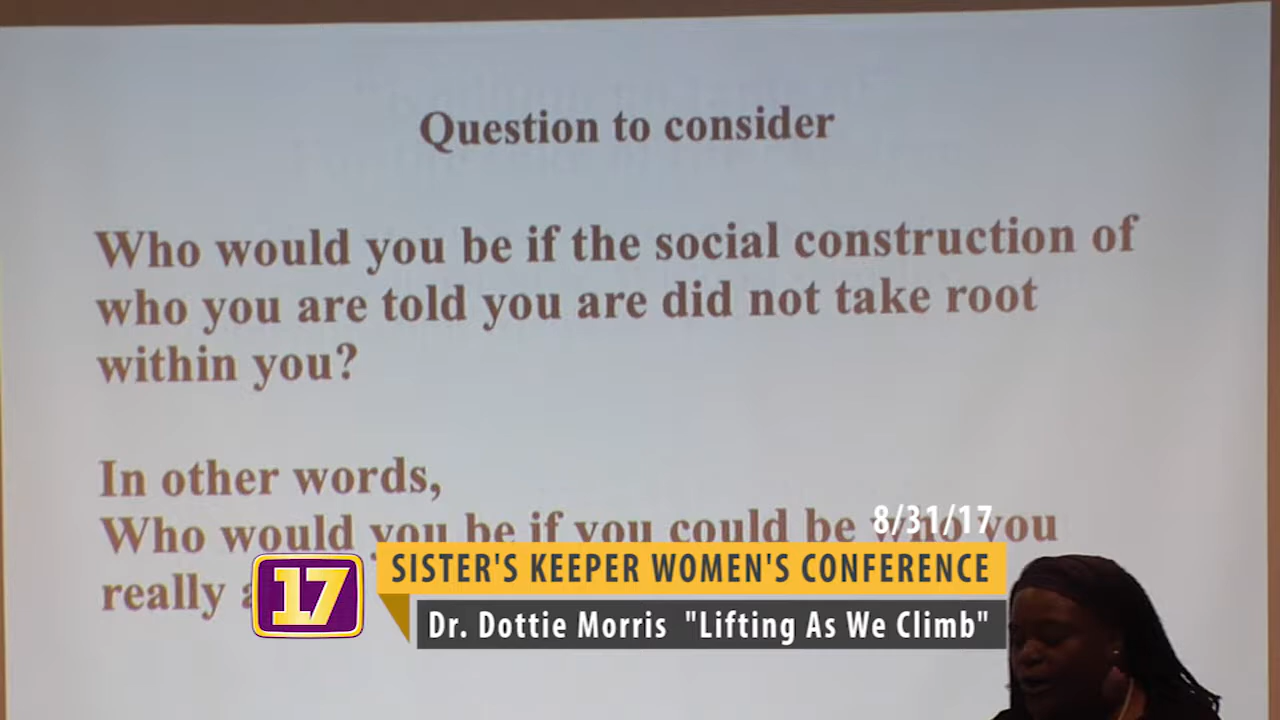 Question to consider
Who would you be if the social construction of
who you are told you are did not take root
within you?
In other words,
Who would you be if you could be who you
really
8/31/17
17
SISTER'S KEEPER WOMEN'S CONFERENCE
Dr. Dottie Morris "Lifting As We Climb"